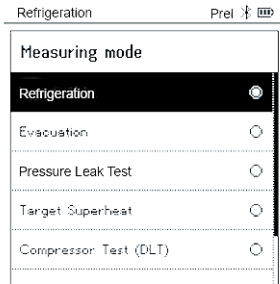 Refrigeration Prel
Measuring mode
Refrigeration
Evacuation
Pressure Leak Test
Target Superheat
Compressor Test (DLT)